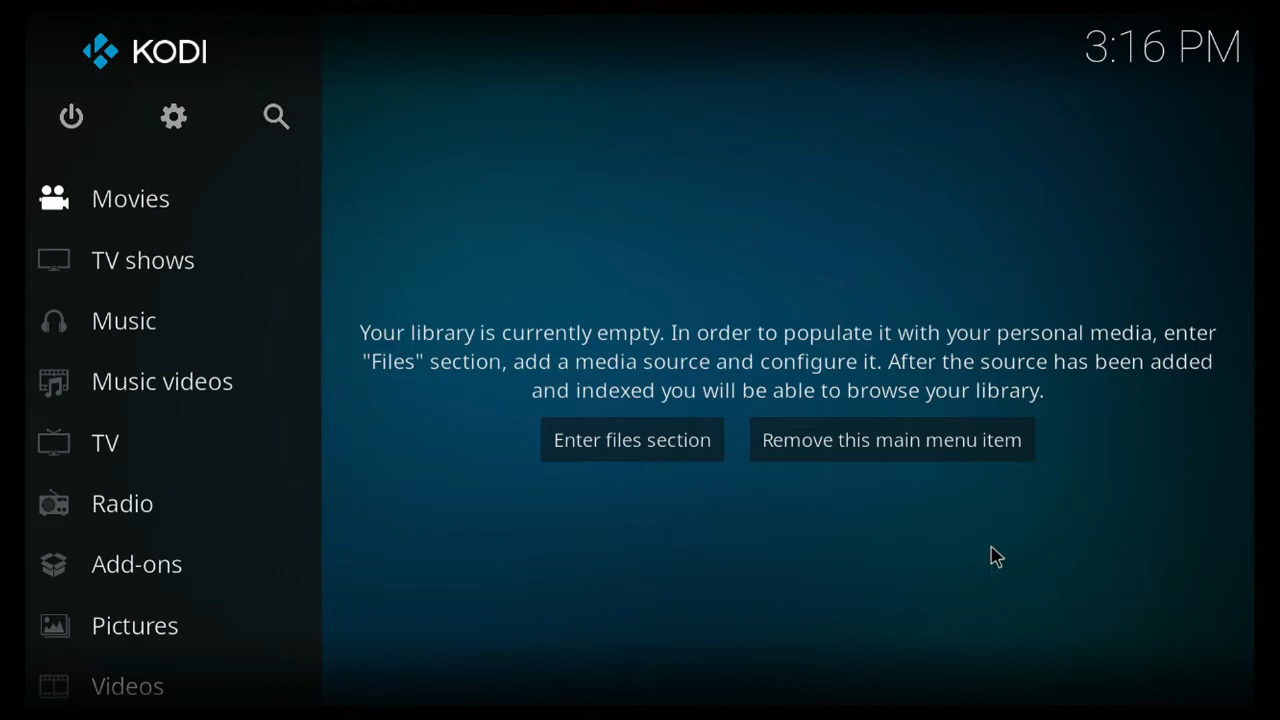 KODI
3:16 PM
Movies
TV shows
Music
Music videos
TV
Radio
Add-ons
Pictures
Videos
Your library is currently empty. In order to populate it with your personal media, enter
"Files" section, add a media source and configure it. After the source has been added
and indexed you will be able to browse your library.
Enter files section
Remove this main menu item